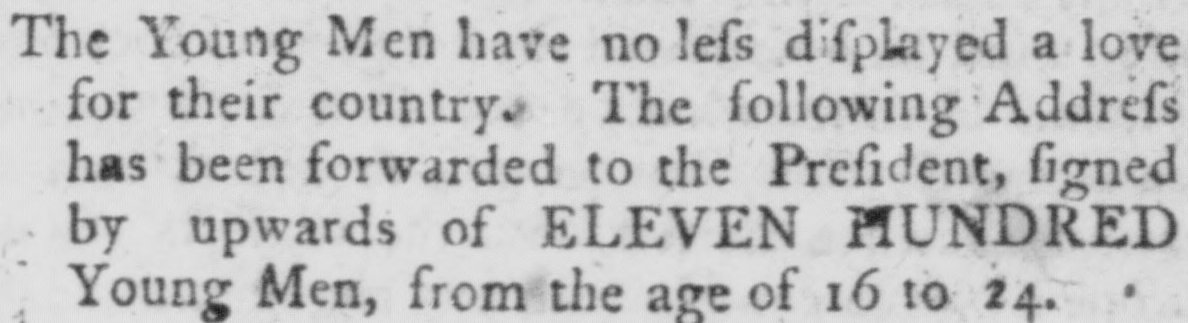 The Young Men have no leſs diſplayed a love
for their country. The following Addreſs
has been forwarded to the Preſident, ſigned
by upwards of ELEVEN HUNDRED
Young Men, from the age of 16 to 24.